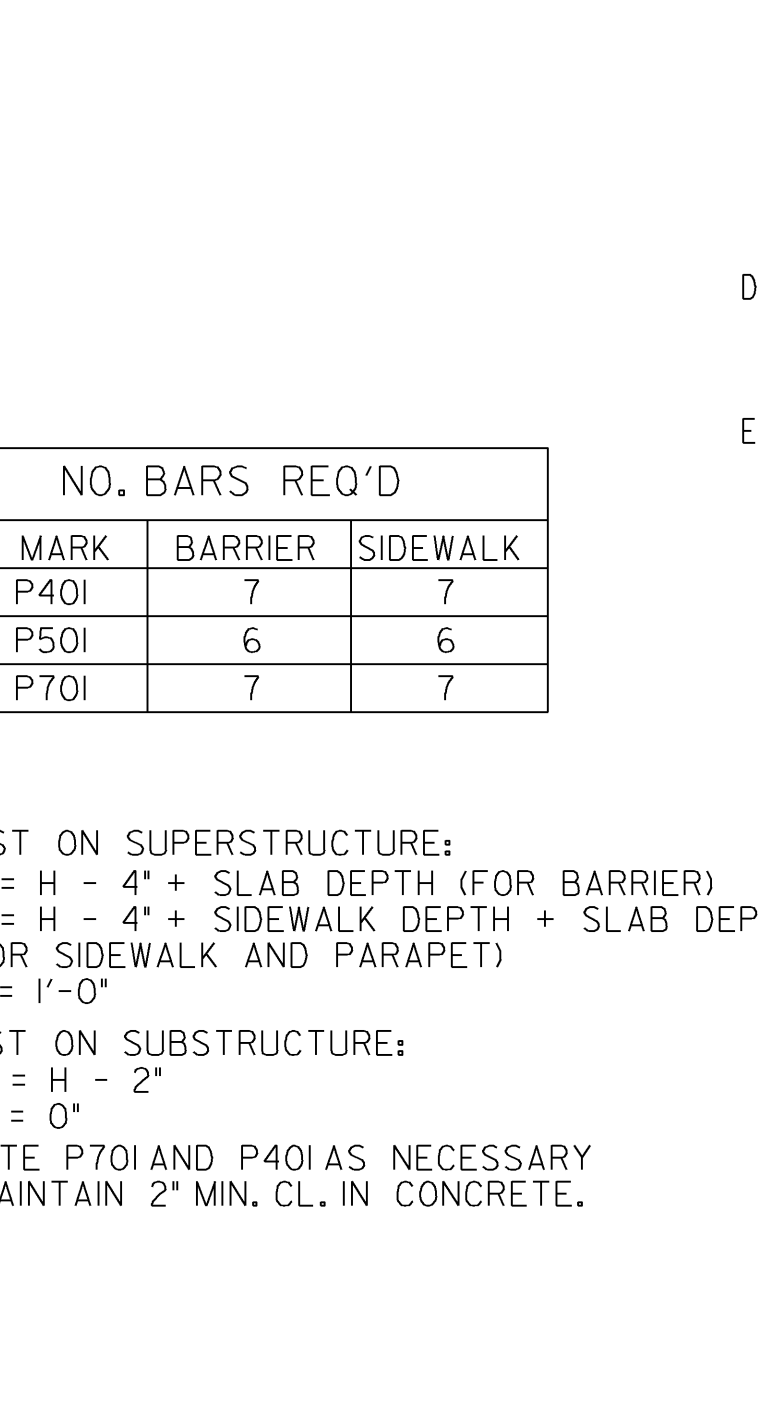 D
E
NO. BARS REQ'D
MARK BARRIER SIDEWALK
P401 7 7
P501 6 6
P701 7 7
ST ON SUPERSTRUCTURE:
= H - 4" + SLAB DEPTH (FOR BARRIER)
= H - 4" + SIDEWALK DEPTH + SLAB DEP
OR SIDEWALK AND PARAPET)
= 1'-0"
ST ON SUBSTRUCTURE:
= H - 2"
= 0"
TE P701 AND P401 AS NECESSARY
AINTAIN 2" MIN. CL. IN CONCRETE.